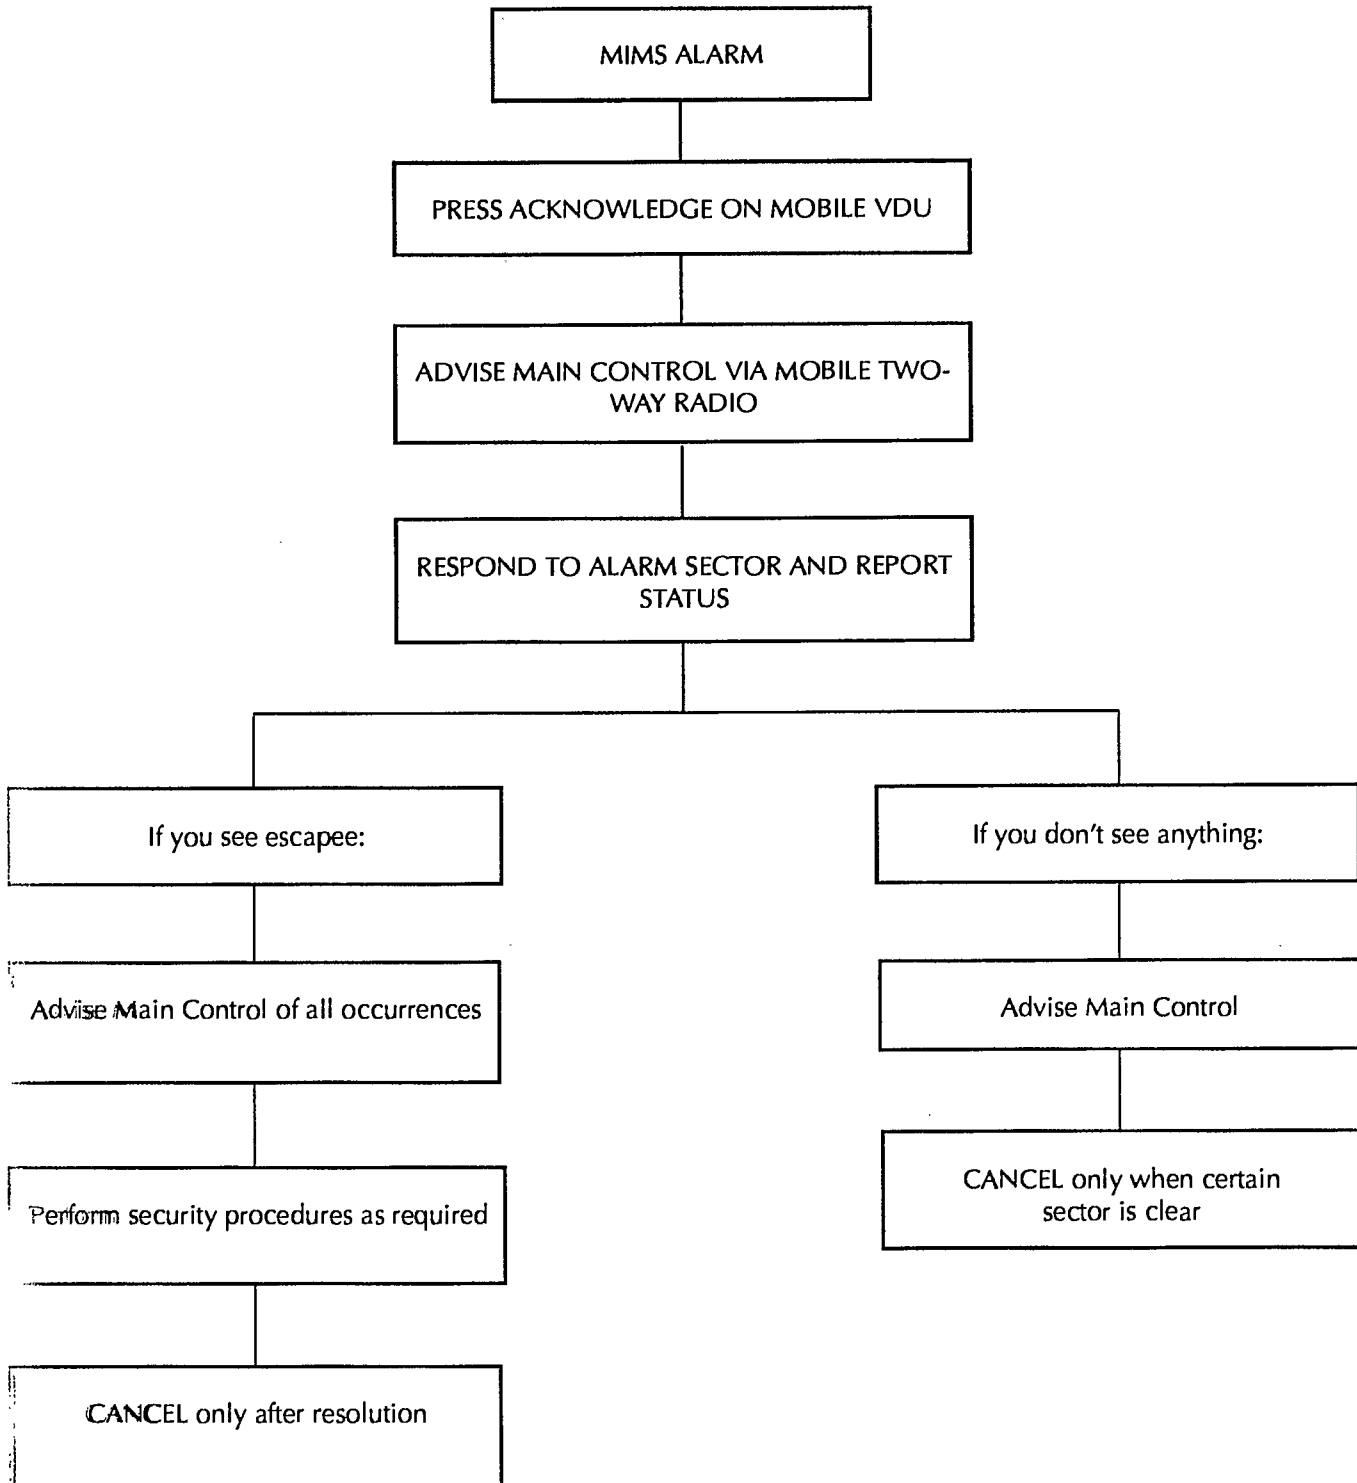 MIMS ALARM
PRESS ACKNOWLEDGE ON MOBILE VDU
ADVISE MAIN CONTROL VIA MOBILE TWO-
WAY RADIO
RESPOND TO ALARM SECTOR AND REPORT
STATUS
If you see escapee:
Advise Main Control of all occurrences
Perform security procedures as required
CANCEL only after resolution
If you don't see anything:
Advise Main Control
CANCEL only when certain
sector is clear